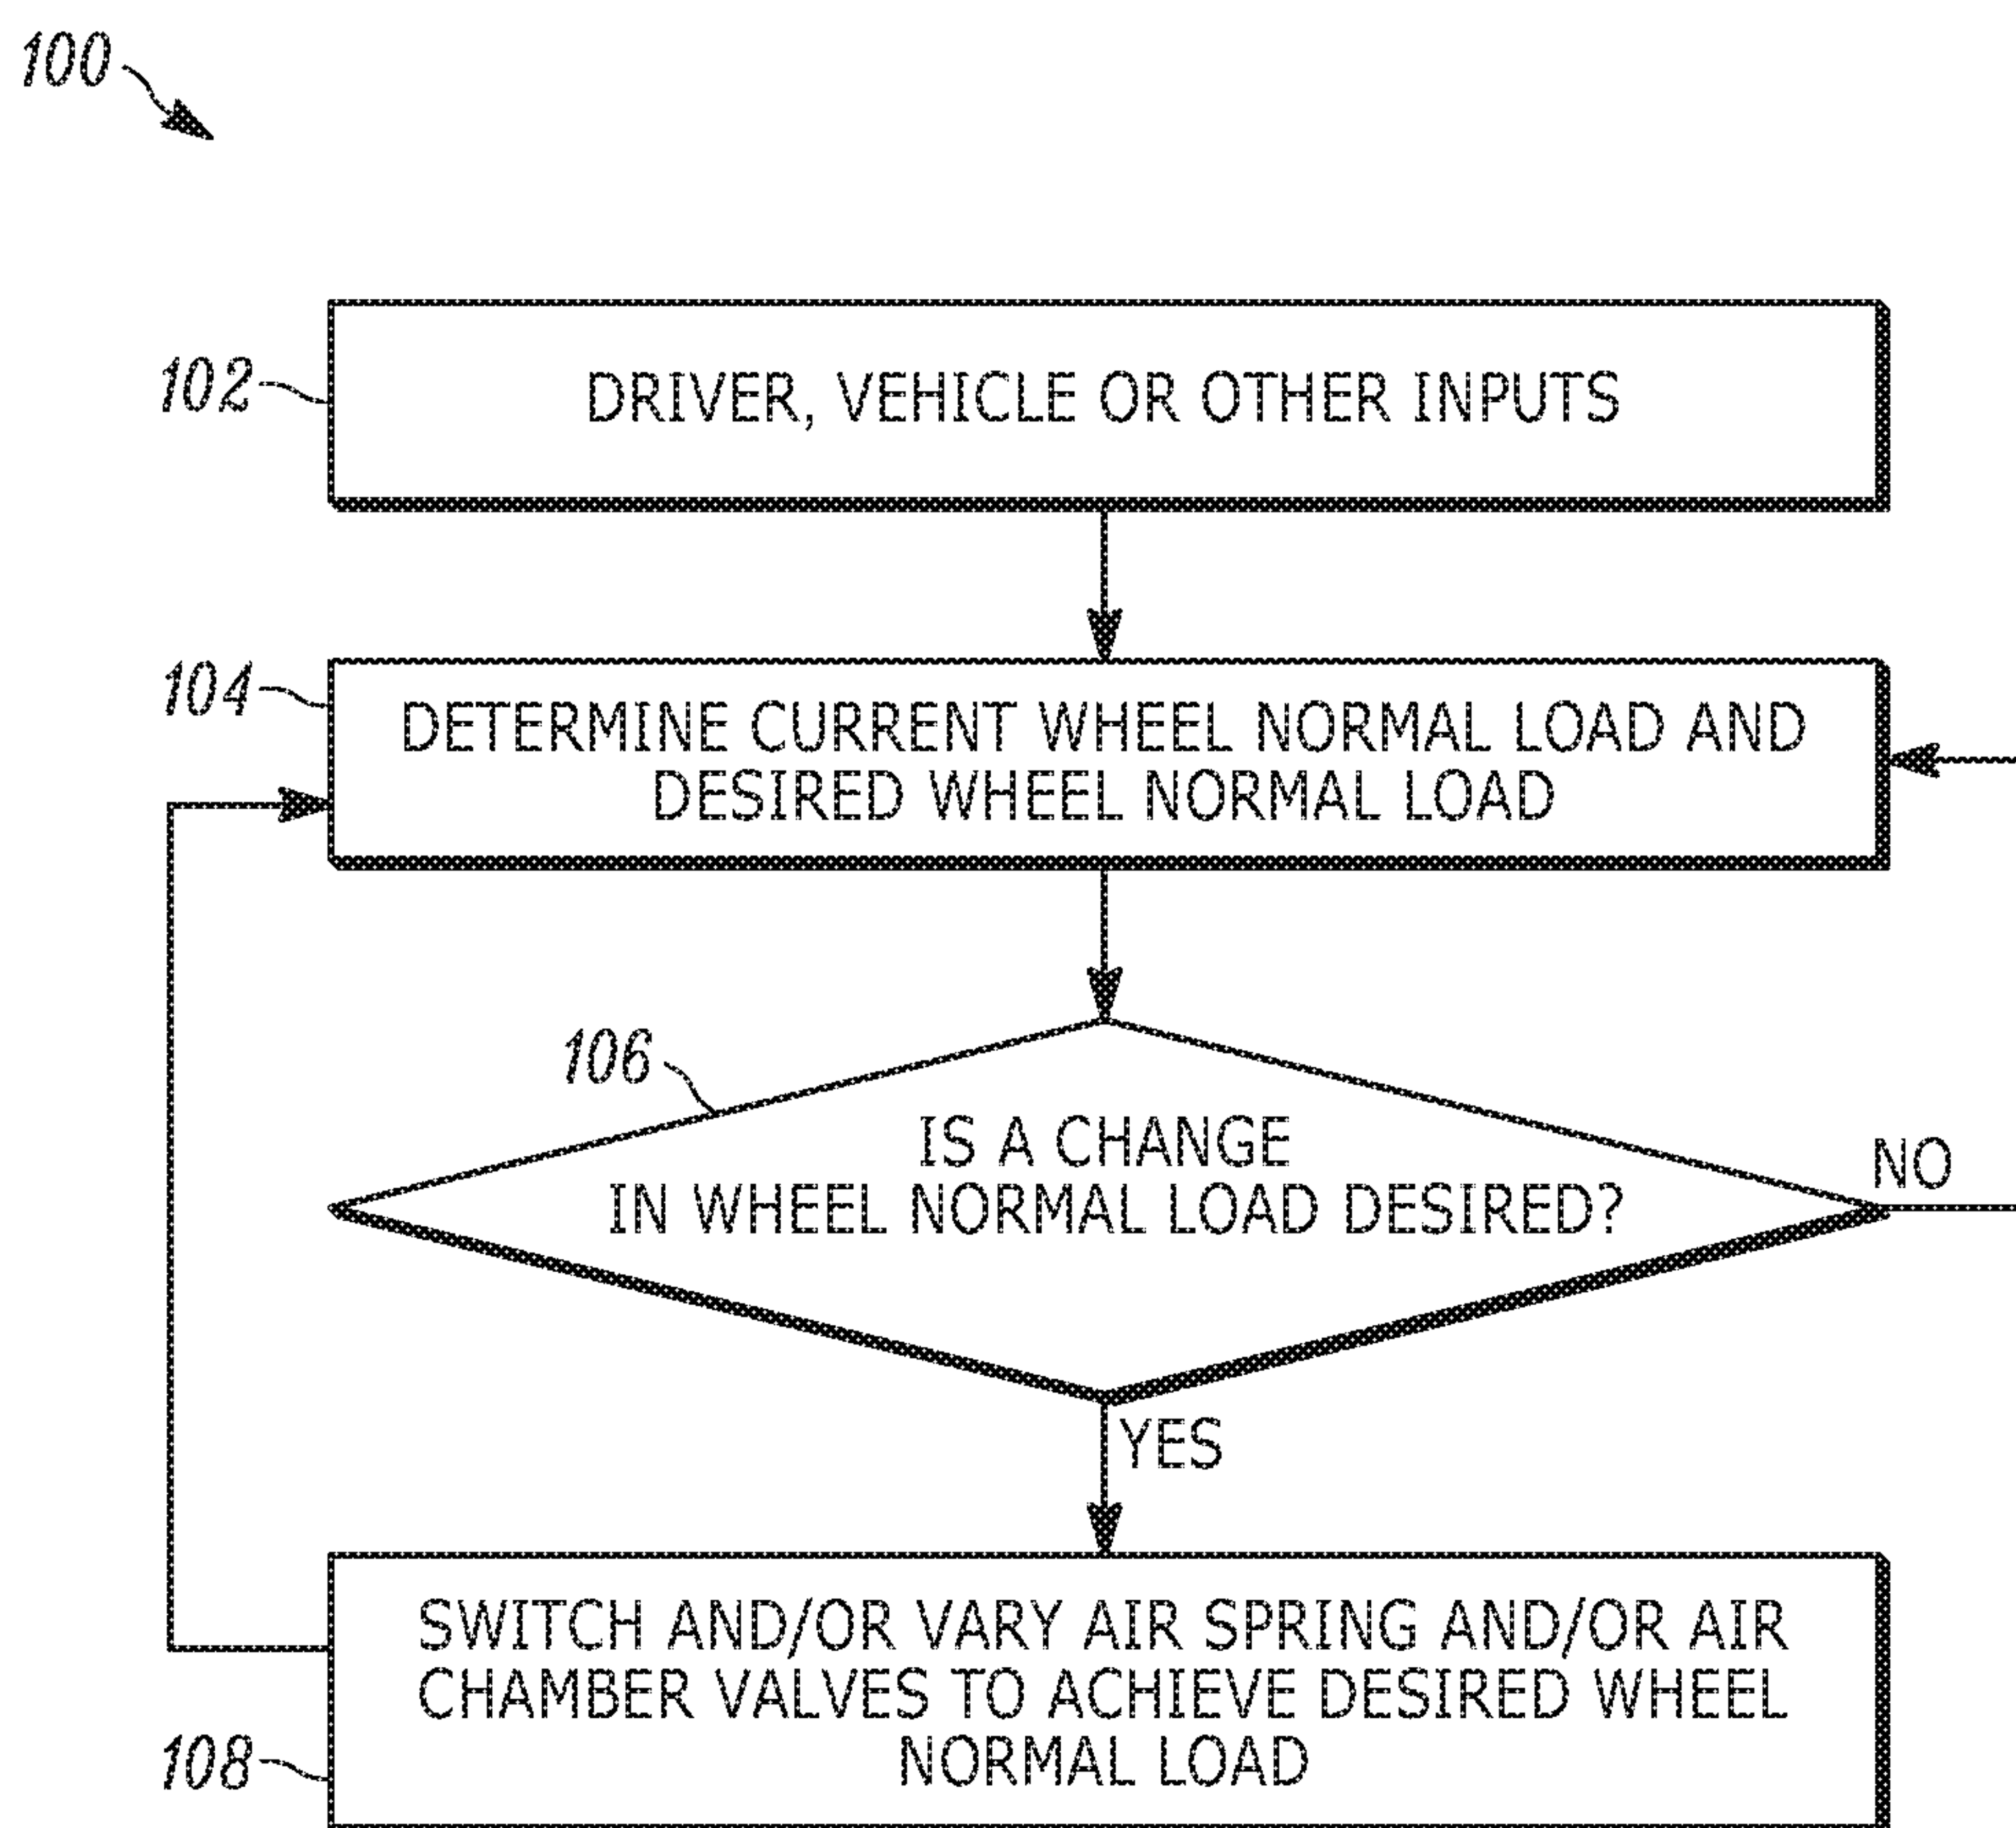 100
102
DRIVER, VEHICLE OR OTHER INPUTS
104
DETERMINE CURRENT WHEEL NORMAL LOAD AND
DESIRED WHEEL NORMAL LOAD
106
IS A CHANGE
IN WHEEL NORMAL LOAD DESIRED?
NO
YES
SWITCH AND/OR VARY AIR SPRING AND/OR AIR
CHAMBER VALVES TO ACHIEVE DESIRED WHEEL
NORMAL LOAD
108